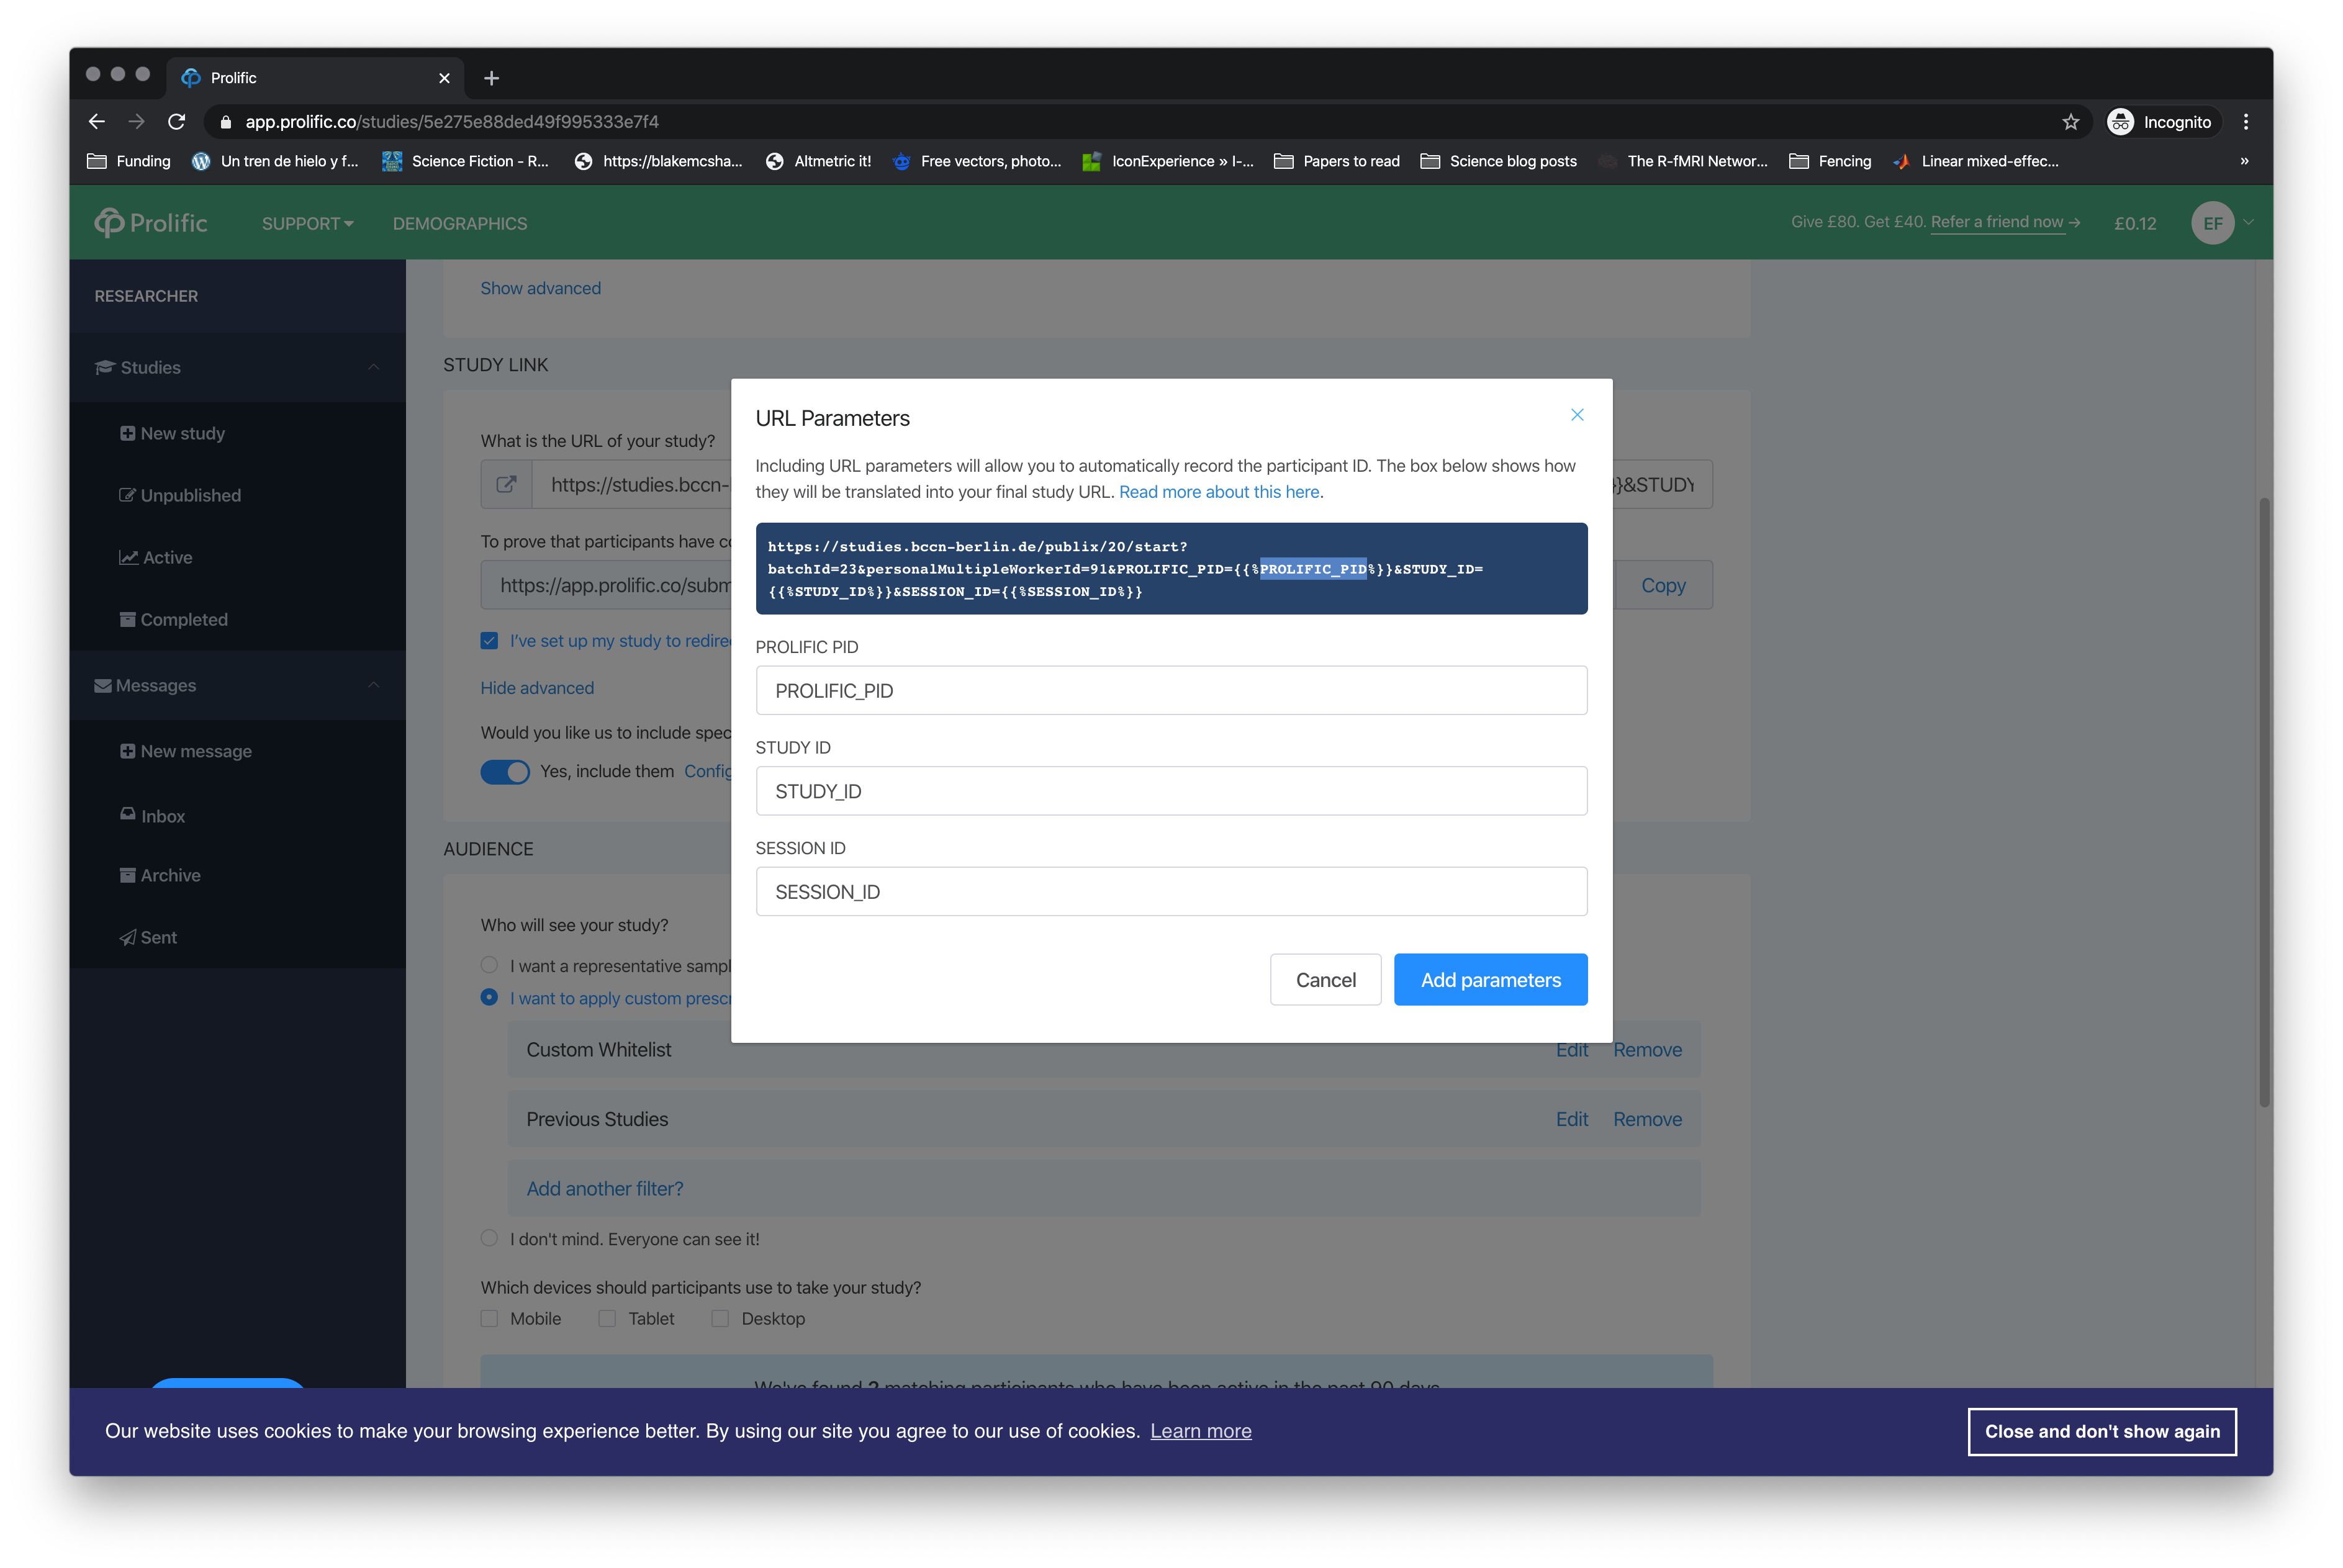 Prolific
app.prolific.co/studies/5e275e88ded49f995333e7f4
Incognito
Funding
Un tren de hielo y f...
Science Fiction - R...
https://blakemcsha...
Altmetric it!
Free vectors, photo...
IconExperience » I-...
Papers to read
Science blog posts
The R-fMRI Networ...
Fencing
Linear mixed-effec...
»
Prolific
SUPPORT
DEMOGRAPHICS
Give £80. Get £40. Refer a friend now →
£0.12
EF
RESEARCHER
Studies
New study
Unpublished
Active
Completed
Messages
New message
Inbox
Archive
Sent
Show advanced
STUDY LINK
What is the URL of your study?
https://studies.bccn-
}&STUDY
To prove that participants have co
https://app.prolific.co/subm
Copy
I've set up my study to redire
Hide advanced
Would you like us to include spec
Yes, include them Config
AUDIENCE
Who will see your study?
I want a representative sampl
I want to apply custom prescr
Custom Whitelist
Edit Remove
Previous Studies
Edit Remove
Add another filter?
I don't mind. Everyone can see it!
Which devices should participants use to take your study?
Mobile Tablet Desktop
We've found 2 matching participants who have been active in the past 90 days
URL Parameters
Including URL parameters will allow you to automatically record the participant ID. The box below shows how
they will be translated into your final study URL. Read more about this here.
https://studies.bccn-berlin.de/publix/20/start?
batchId=23&personalMultipleWorkerId=91&PROLIFIC_PID={{%PROLIFIC_PID%}}&STUDY_ID=
{{%STUDY_ID%}}&SESSION_ID={{%SESSION_ID%}}
PROLIFIC PID
PROLIFIC_PID
STUDY ID
STUDY_ID
SESSION ID
SESSION_ID
Cancel
Add parameters
Our website uses cookies to make your browsing experience better. By using our site you agree to our use of cookies. Learn more
Close and don't show again